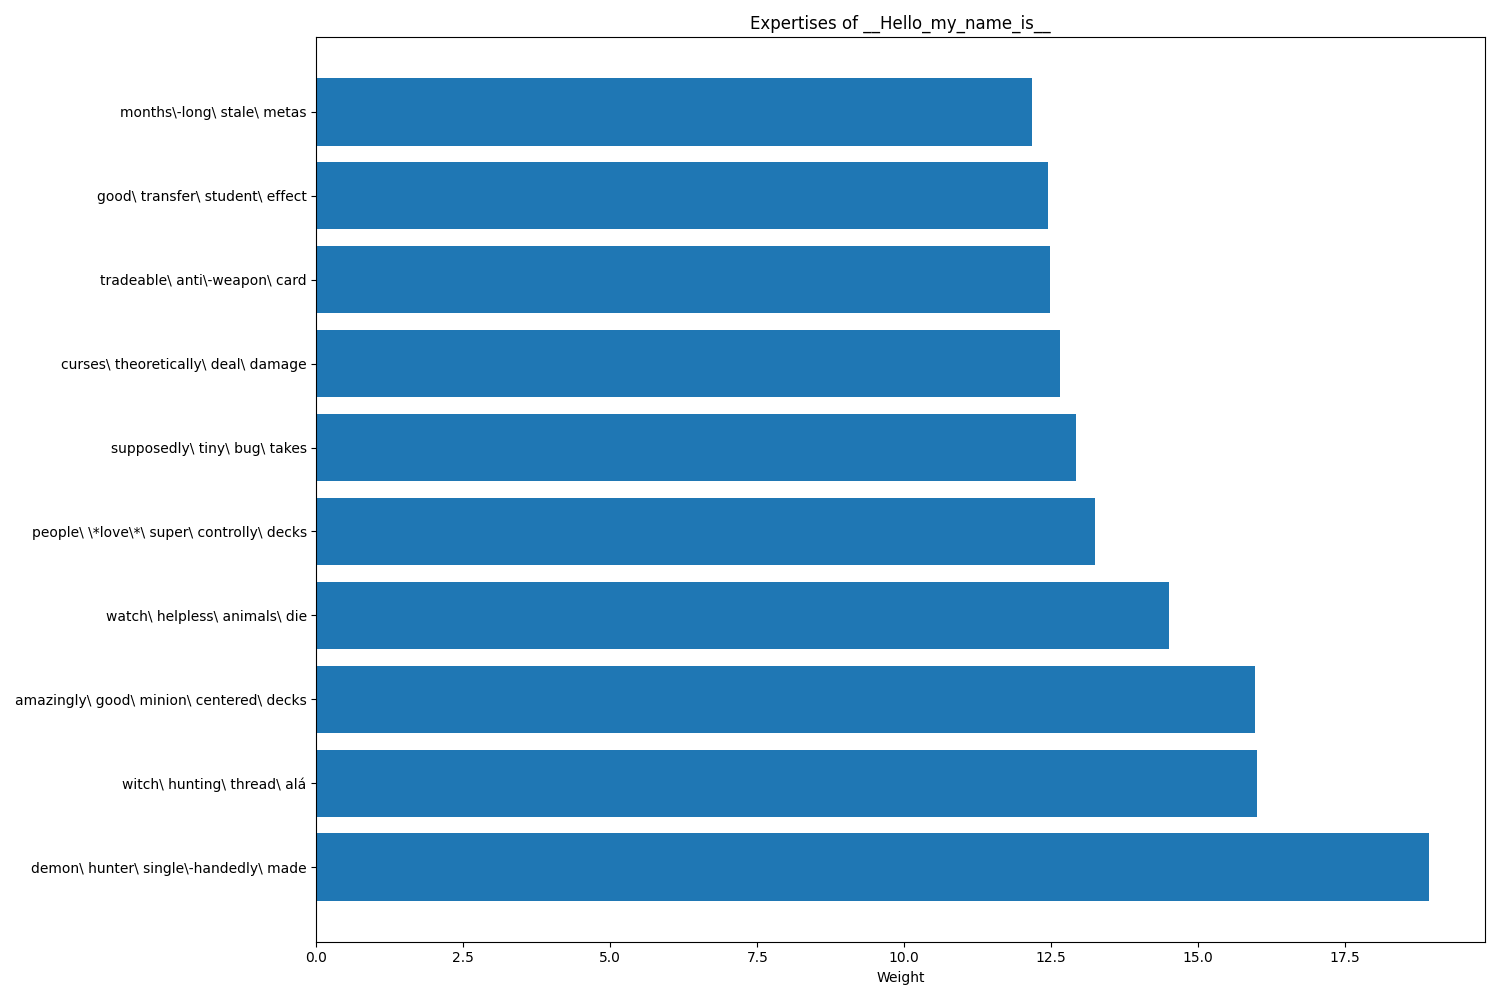 Expertises of __Hello_my_name_is__
months\-long\ stale\ metas
good\ transfer\ student\ effect
tradeable\ anti\-weapon\ card
curses\ theoretically\ deal\ damage
supposedly\ tiny\ bug\ takes
people\ \*love\*\ super\ controlly\ decks
watch\ helpless\ animals\ die
amazingly\ good\ minion\ centered\ decks
witch\ hunting\ thread\ alá
demon\ hunter\ single\-handedly\ made
0.0 2.5 5.0 7.5 10.0 12.5 15.0 17.5
Weight